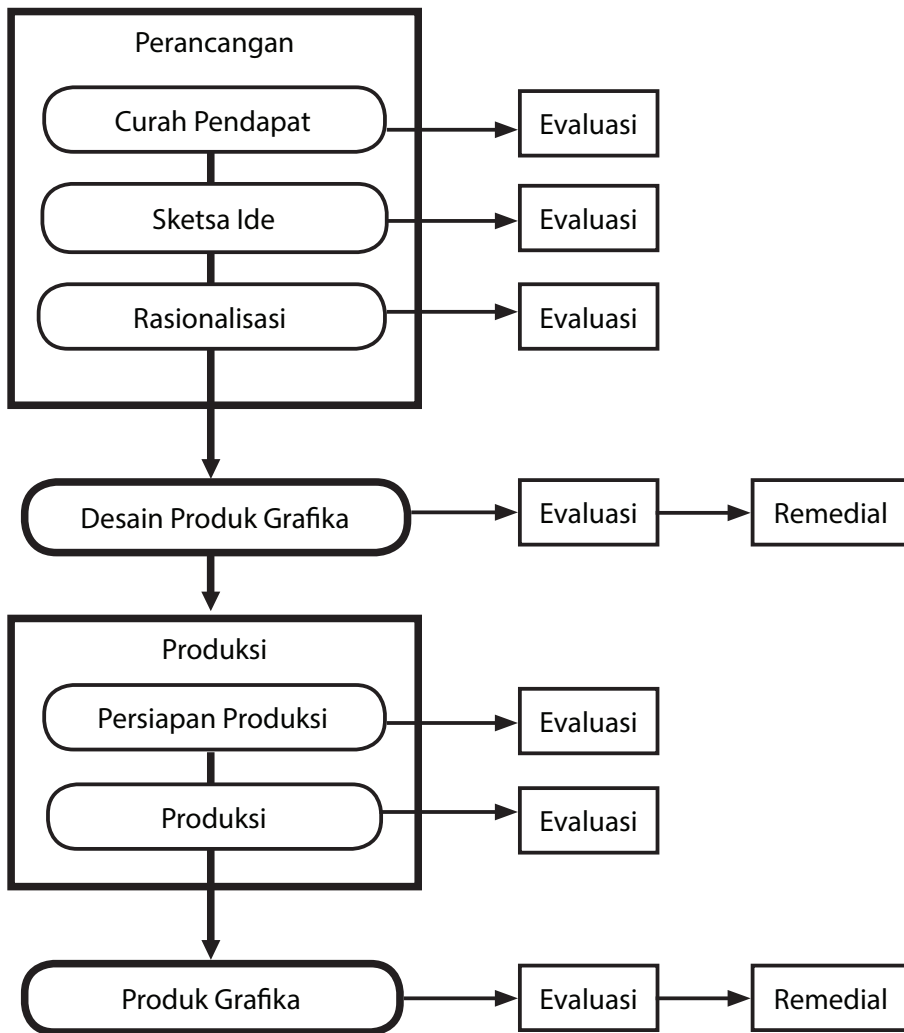 Perancangan
Curah Pendapat
Evaluasi
Sketsa Ide
Evaluasi
Rasionalisasi
Evaluasi
Desain Produk Grafika
Evaluasi
Remedial
Produksi
Persiapan Produksi
Evaluasi
Produksi
Evaluasi
Produk Grafika
Evaluasi
Remedial